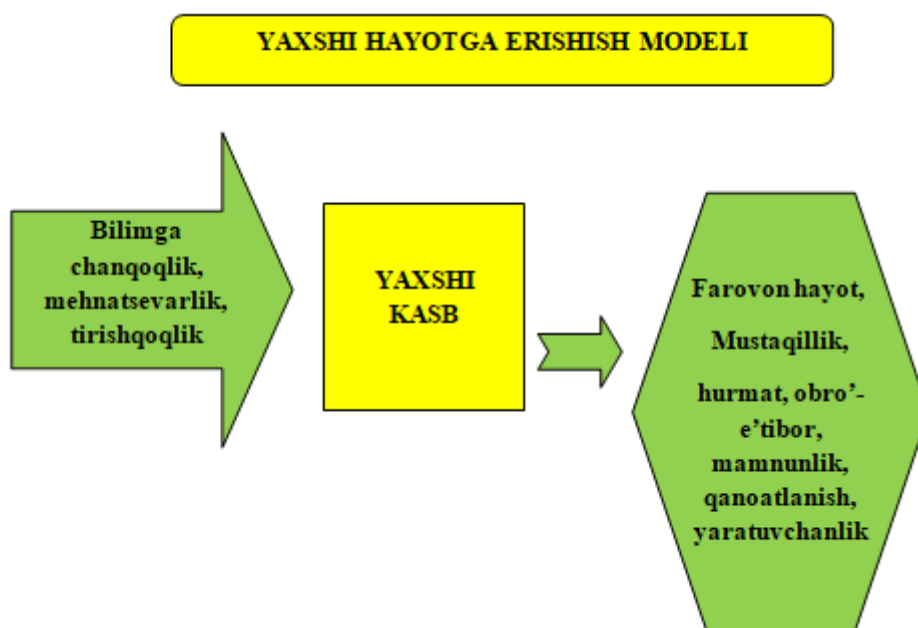 YAXSHI HAYOTGA ERISHISH MODELI
Bilimga
chanqoqlik,
mehnatsevarlik,
tirishqoqlik
YAXSHI
KASB
Farovon hayot,
Mustaqillik,
hurmat, obro’-
e’tibor,
mamnunlik,
qanoatlanish,
yaratuvchanlik